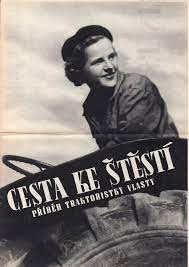 CESTA KE ŠTĚSTÍ
PŘÍBĚH TRAKTORISTKY VLASTY